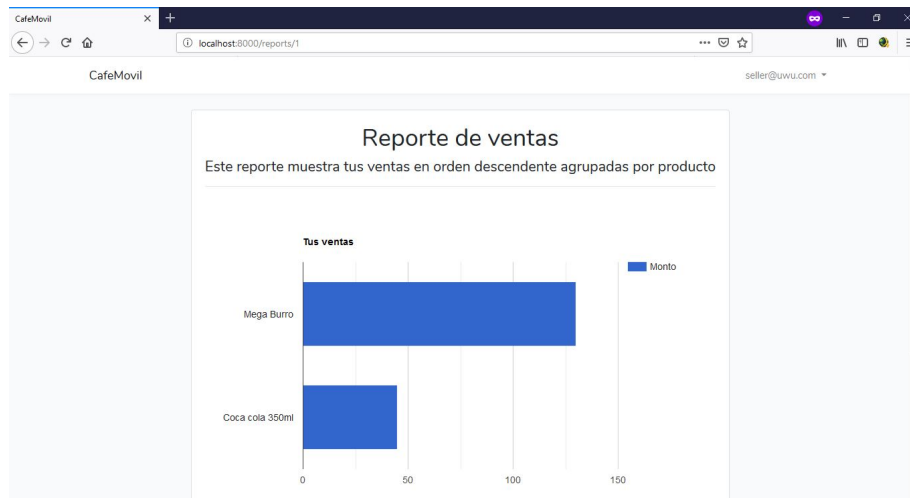 CafeMovil
localhost:8000/reports/1
CafeMovil
seller@uwu.com
Reporte de ventas
Este reporte muestra tus ventas en orden descendente agrupadas por producto
Tus ventas
Monto
Mega Burro
Coca cola 350ml
0 50 100 150